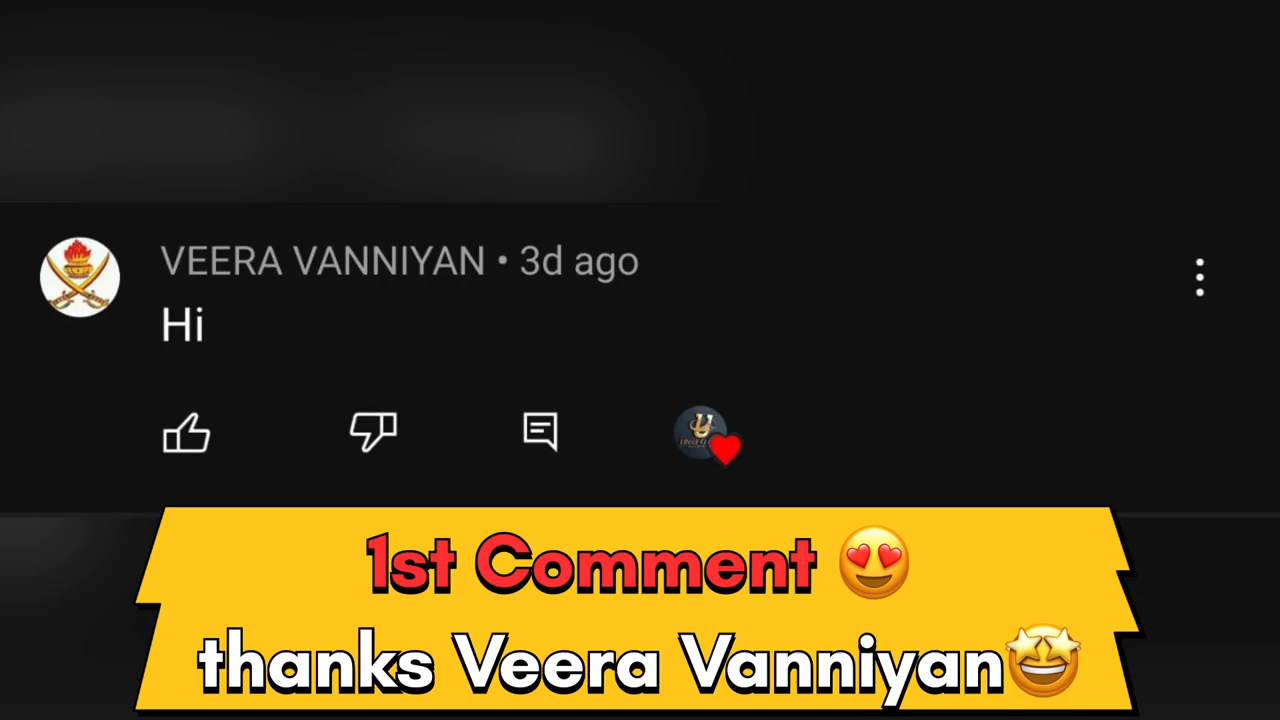 VEERA VANNIYAN • 3d ago
Hi
1st Comment 😍
thanks Veera Vanniyan🤩